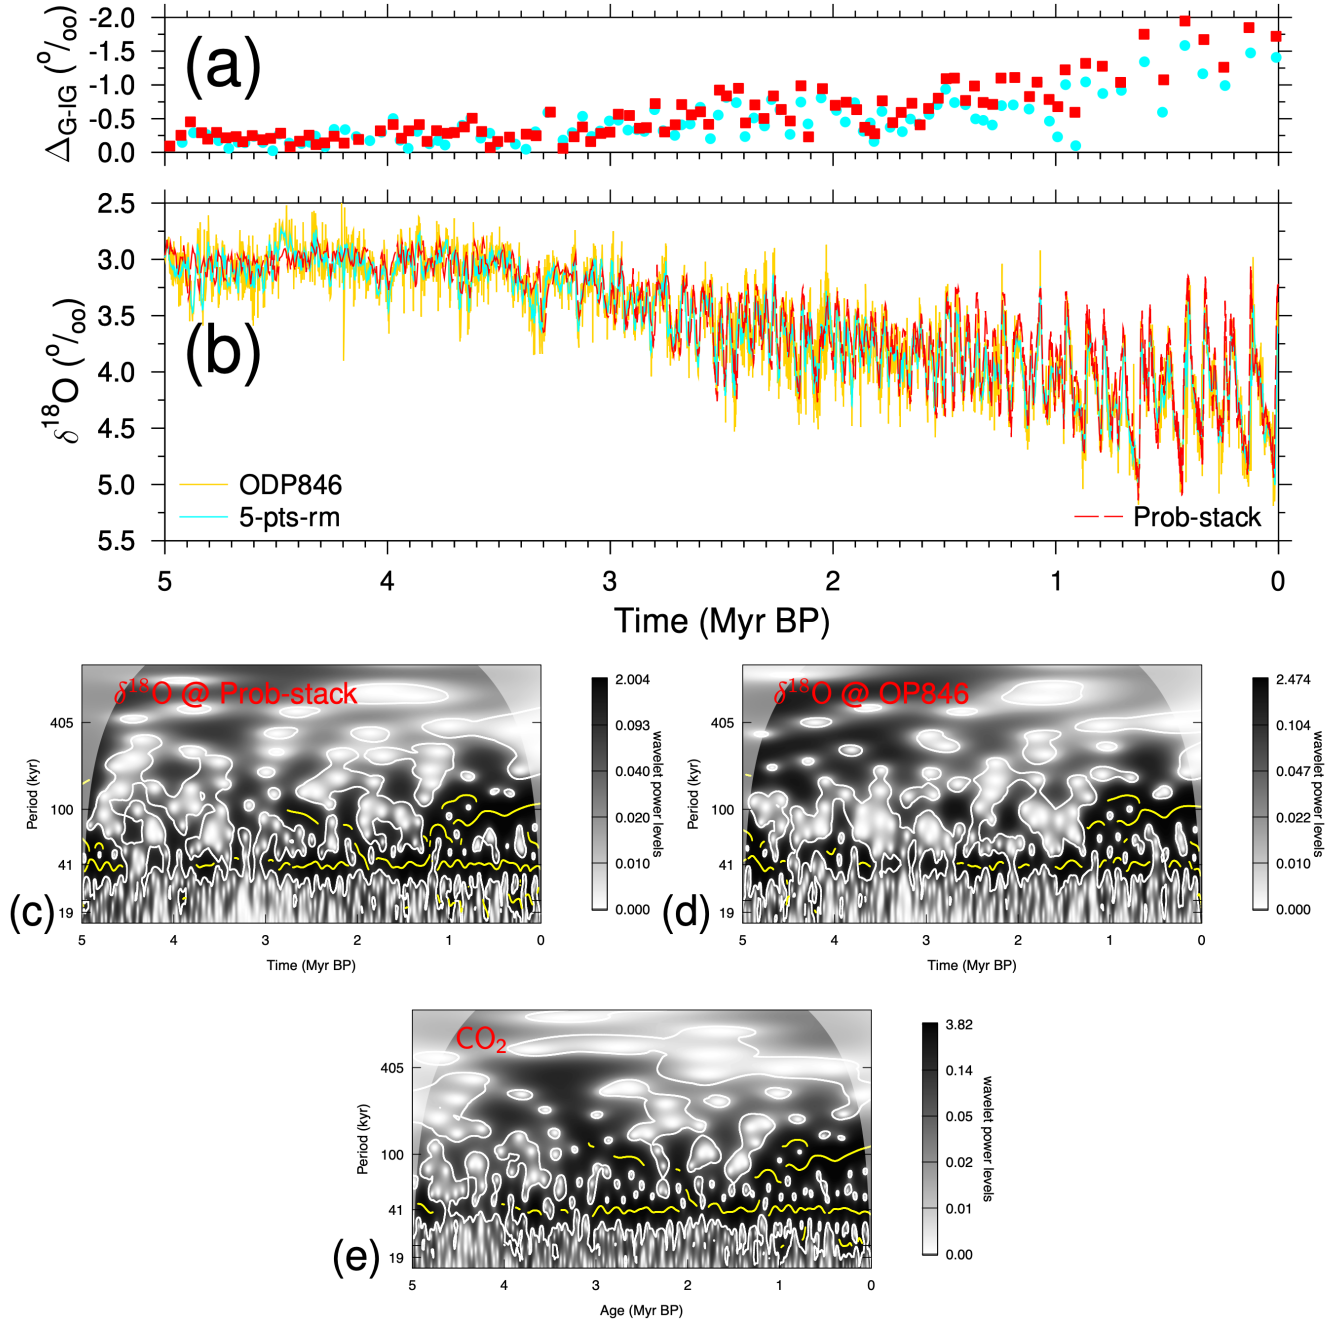 (a)
ΔG-IG (o/oo)
-2.0
-1.5
-1.0
-0.5
0.0
(b)
δ18O (o/oo)
2.5
3.0
3.5
4.0
4.5
5.0
5.5
ODP846
5-pts-rm
Prob-stack
5 4 3 2 1 0
Time (Myr BP)
(c)
δ18O @ Prob-stack
Period (kyr)
405
100
41
19
5 4 3 2 1 0
Time (Myr BP)
2.004
0.093
0.040
0.020
0.010
0.000
wavelet power levels
(d)
δ18O @ OP846
Period (kyr)
405
100
41
19
5 4 3 2 1 0
Time (Myr BP)
2.474
0.104
0.047
0.022
0.010
0.000
wavelet power levels
(e)
CO2
Period (kyr)
405
100
41
19
5 4 3 2 1 0
Age (Myr BP)
3.82
0.14
0.05
0.02
0.01
0.00
wavelet power levels